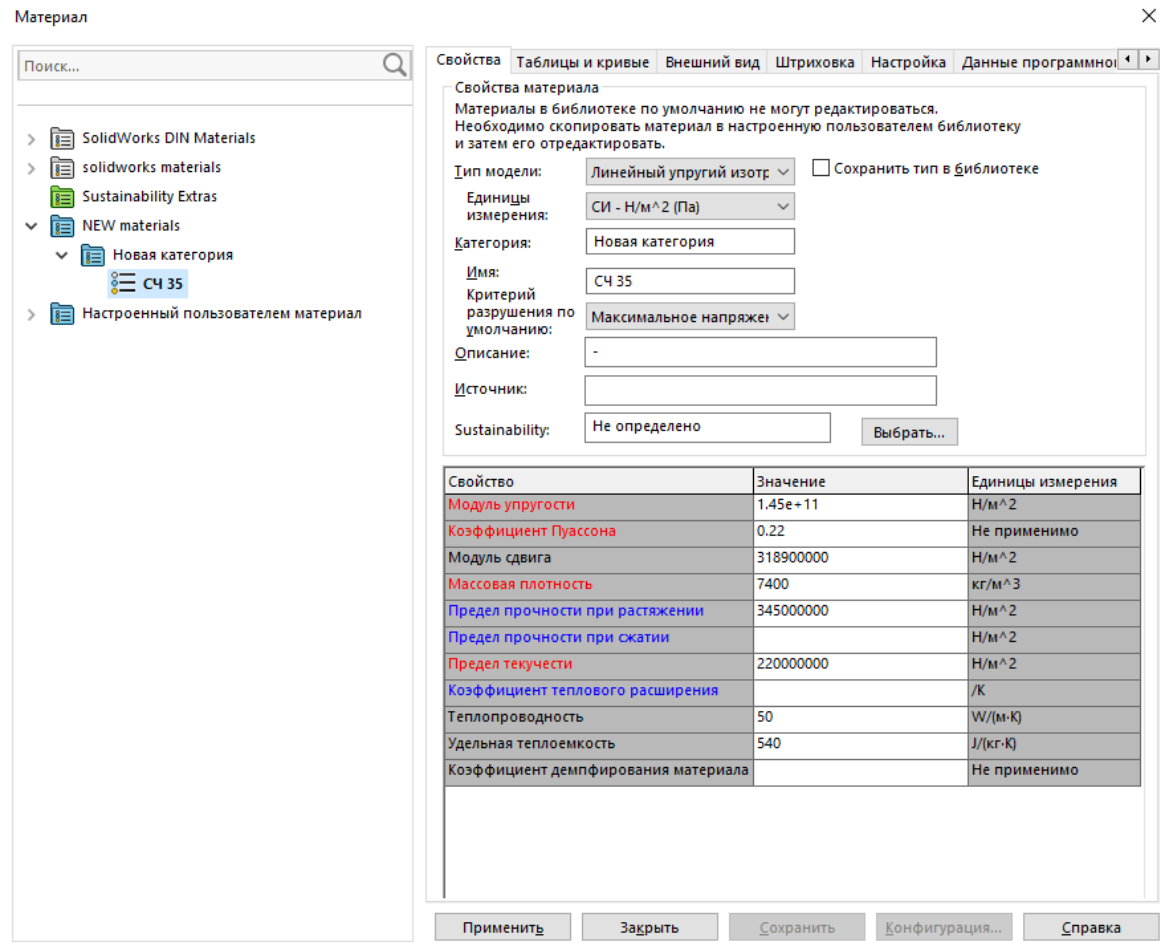 Материал
Поиск...
SolidWorks DIN Materials
solidworks materials
Sustainability Extras
NEW materials
Новая категория
СЧ 35
Настроенный пользователем материал
Свойства Таблицы и кривые Внешний вид Штриховка Настройка Данные программног
Свойства материала
Материалы в библиотеке по умолчанию не могут редактироваться.
Необходимо скопировать материал в настроенную пользователем библиотеку
и затем его отредактировать.
Тип модели: Линейный упругий изотр Сохранить тип в библиотеке
Единицы
измерения: СИ - Н/м^2 (Па)
Категория: Новая категория
Имя: СЧ 35
Критерий
разрушения по
умолчанию: Максимальное напряжен
Описание: -
Источник:
Sustainability: Не определено Выбрать...
Свойство Значение Единицы измерения
Модуль упругости 1.45e+11 Н/м^2
Коэффициент Пуассона 0.22 Не применимо
Модуль сдвига 318900000 Н/м^2
Массовая плотность 7400 кг/м^3
Предел прочности при растяжении 345000000 Н/м^2
Предел прочности при сжатии Н/м^2
Предел текучести 220000000 Н/м^2
Коэффициент теплового расширения /K
Теплопроводность 50 W/(м·K)
Удельная теплоемкость 540 J/(кг·K)
Коэффициент демпфирования материала Не применимо
Применить Закрыть Сохранить Конфигурация... Справка